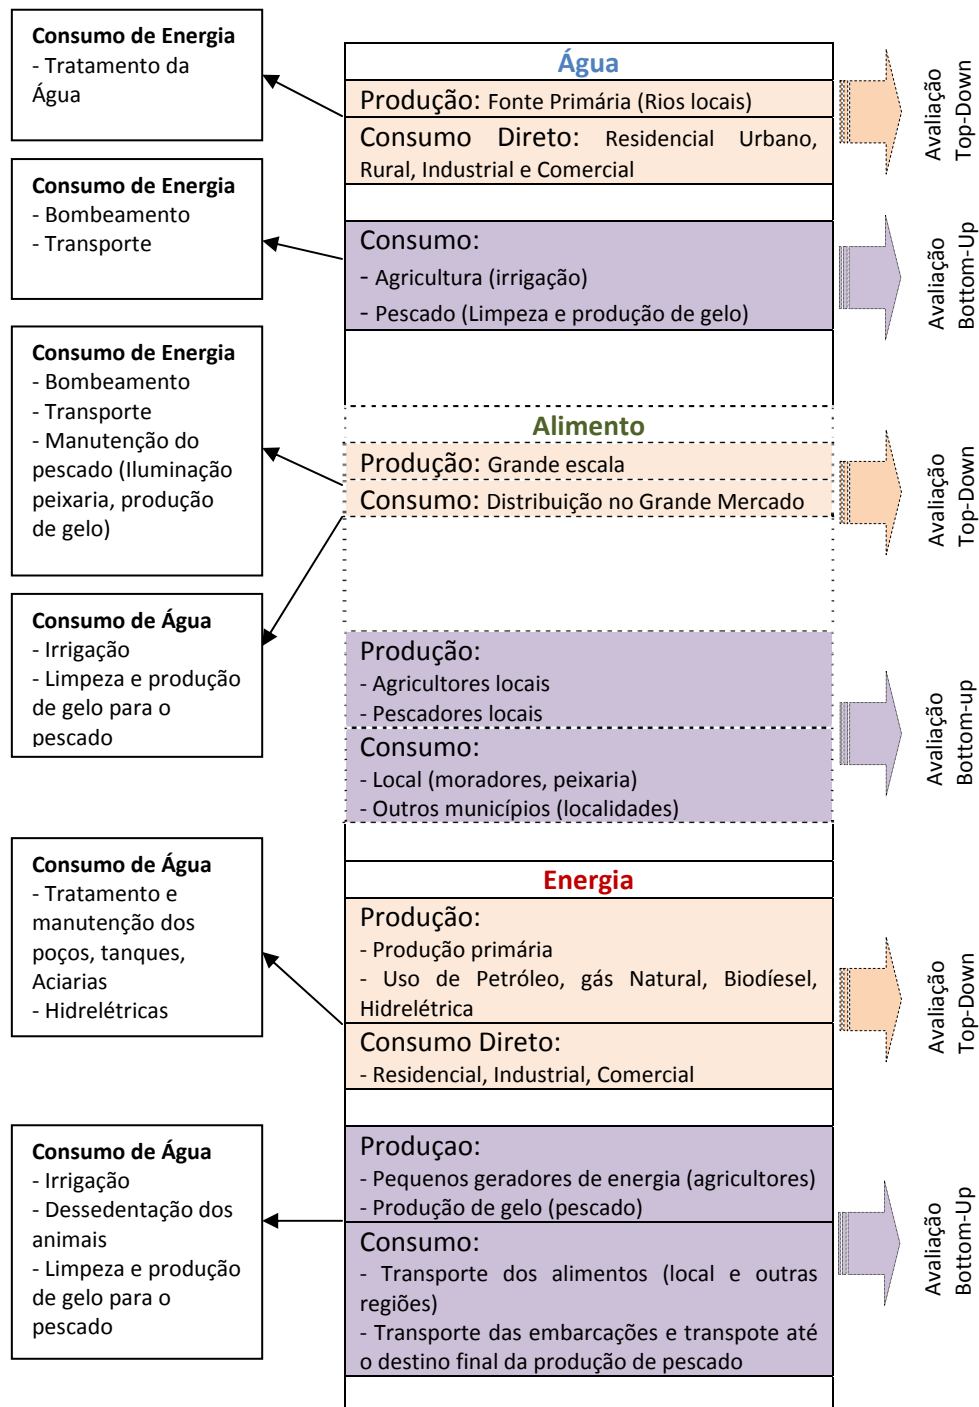 Consumo de Energia
- Tratamento da
Água
Água
Produção: Fonte Primária (Rios locais)
Consumo Direto: Residencial Urbano,
Rural, Industrial e Comercial
Avaliação
Top-Down
Consumo de Energia
- Bombeamento
- Transporte
Consumo:
- Agricultura (irrigação)
- Pescado (Limpeza e produção de gelo)
Avaliação
Bottom-Up
Consumo de Energia
- Bombeamento
- Transporte
- Manutenção do
pescado (Iluminação
peixaria, produção
de gelo)
Alimento
Produção: Grande escala
Consumo: Distribuição no Grande Mercado
Avaliação
Top-Down
Consumo de Água
- Irrigação
- Limpeza e produção
de gelo para o
pescado
Produção:
- Agricultores locais
- Pescadores locais
Consumo:
- Local (moradores, peixaria)
- Outros municípios (localidades)
Avaliação
Bottom-up
Consumo de Água
- Tratamento e
manutenção dos
poços, tanques,
Aciarias
- Hidrelétricas
Energia
Produção:
- Produção primária
- Uso de Petróleo, gás Natural, Biodíesel,
Hidrelétrica
Consumo Direto:
- Residencial, Industrial, Comercial
Avaliação
Top-Down
Consumo de Água
- Irrigação
- Dessedentação dos
animais
- Limpeza e produção
de gelo para o
pescado
Produçao:
- Pequenos geradores de energia (agricultores)
- Produção de gelo (pescado)
Consumo:
- Transporte dos alimentos (local e outras
regiões)
- Transporte das embarcações e transpote até
o destino final da produção de pescado
Avaliação
Bottom-Up